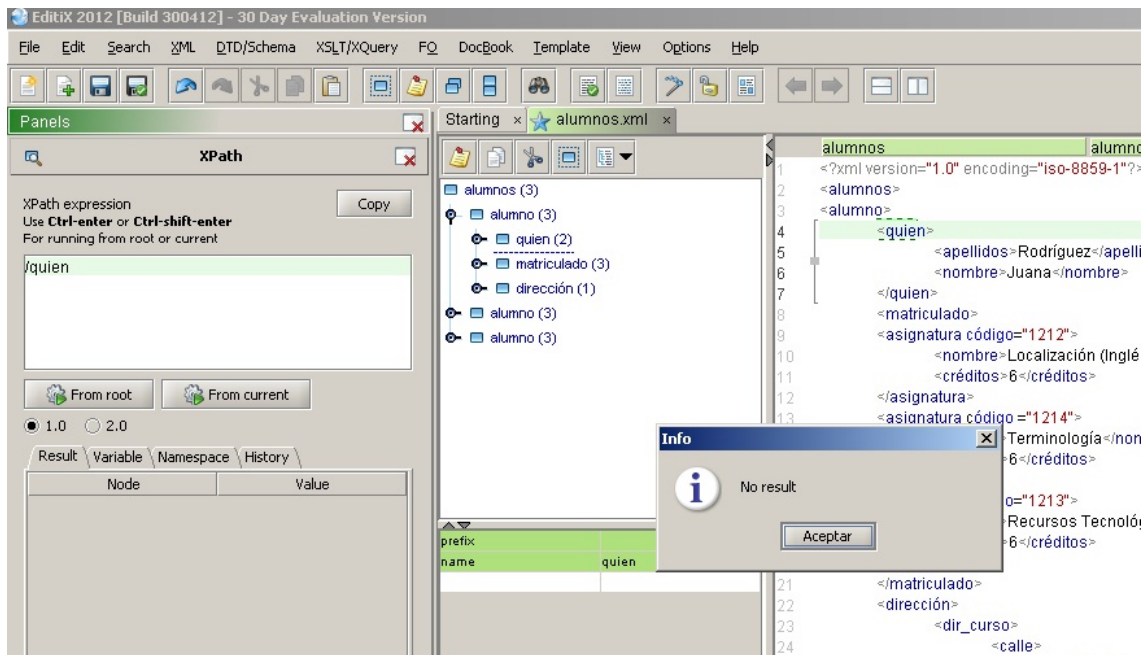 EditiX 2012 [Build 300412] - 30 Day Evaluation Version
File Edit Search XML DTD/Schema XSLT/XQuery FO DocBook Template View Options Help
Panels
XPath
XPath expression
Copy
Use Ctrl-enter or Ctrl-shift-enter
For running from root or current
/quien
From root From current
1.0 2.0
Result Variable Namespace History
Node Value
Starting × alumnos.xml ×
alumnos (3)
alumno (3)
quien (2)
matriculado (3)
dirección (1)
alumno (3)
alumno (3)
prefix
name quien
alumnos alumno
1 <?xml version="1.0" encoding="iso-8859-1"?>
2 <alumnos>
3 <alumno>
4 <quien>
5 <apellidos>Rodríguez</apelli
6 <nombre>Juana</nombre>
7 </quien>
8 <matriculado>
9 <asignatura código="1212">
10 <nombre>Localización (Inglé
11 <créditos>6</créditos>
12 </asignatura>
13 <asignatura código ="1214">
Terminología</nom
>6</créditos>
o="1213">
Recursos Tecnoló
>6</créditos>
21 </matriculado>
22 <dirección>
23 <dir_curso>
24 <calle>
Info
No result
Aceptar